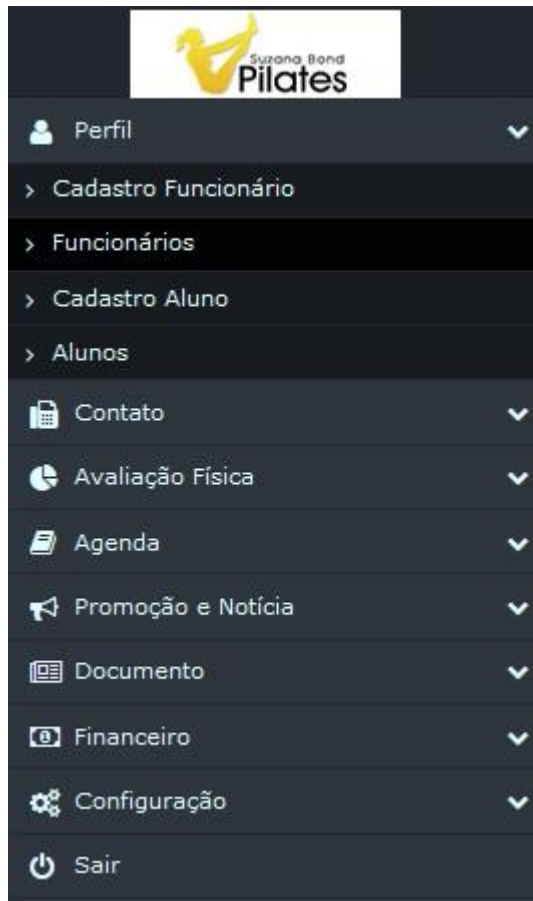 Suzana Bond
Pilates
Perfil
Cadastro Funcionário
Funcionários
Cadastro Aluno
Alunos
Contato
Avaliação Física
Agenda
Promoção e Notícia
Documento
Financeiro
Configuração
Sair